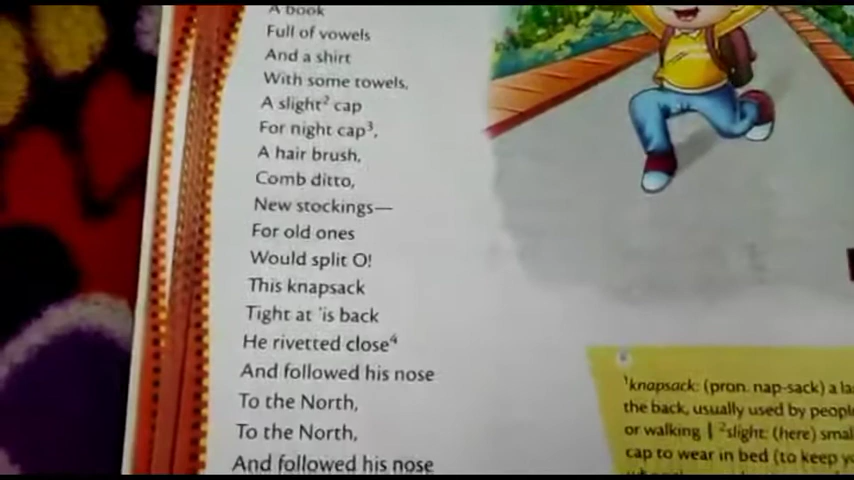 A book
Full of vowels
And a shirt
With some towels,
A slight² cap
For night cap³,
A hair brush,
Comb ditto,
New stockings—
For old ones
Would split O!
This knapsack
Tight at 'is back
He rivetted close⁴
And followed his nose
To the North,
To the North,
And followed his nose
¹knapsack: (pron. nap-sack) a
the back, usually used by
or walking | ²slight: (here)
cap to wear in bed (to keep